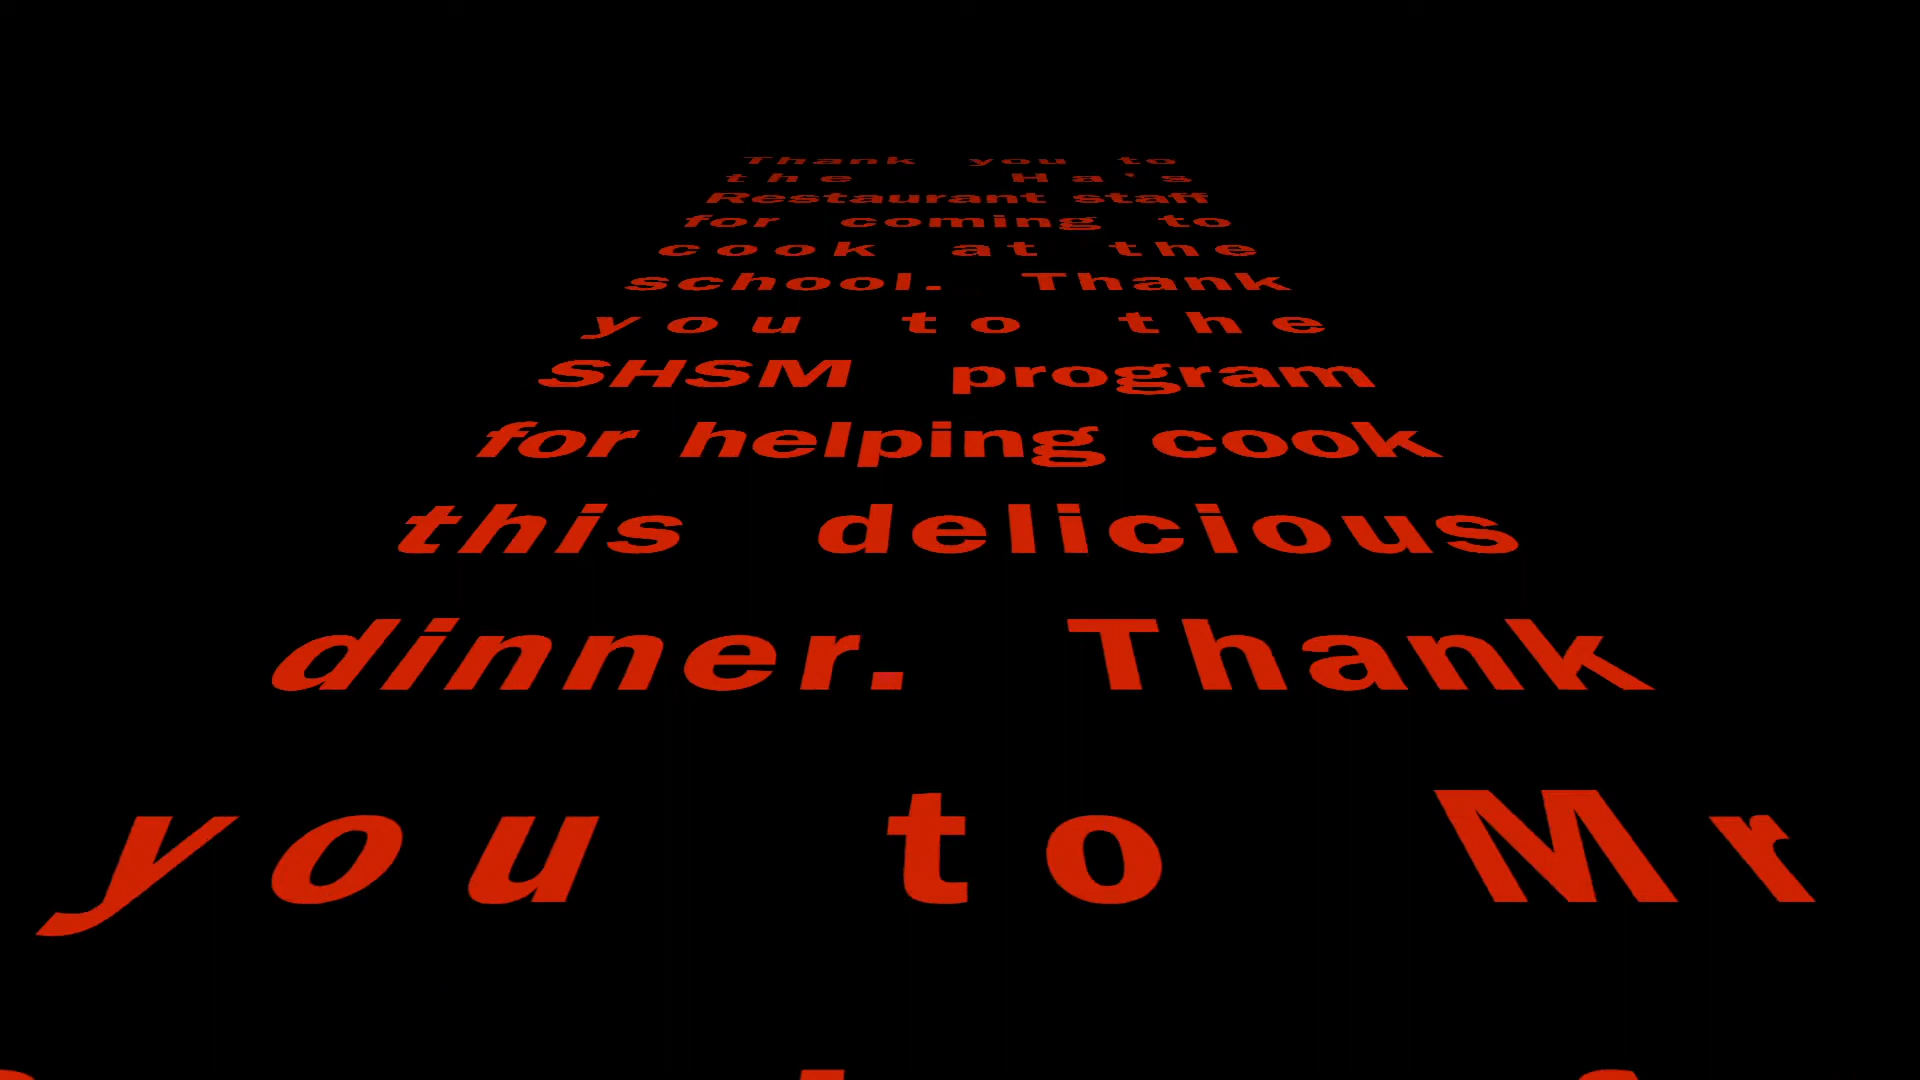 Thank you to
the Ha's
Restaurant staff
for coming to
cook at the
school. Thank
you to the
SHSM program
for helping cook
this delicious
dinner. Thank
you to Mr